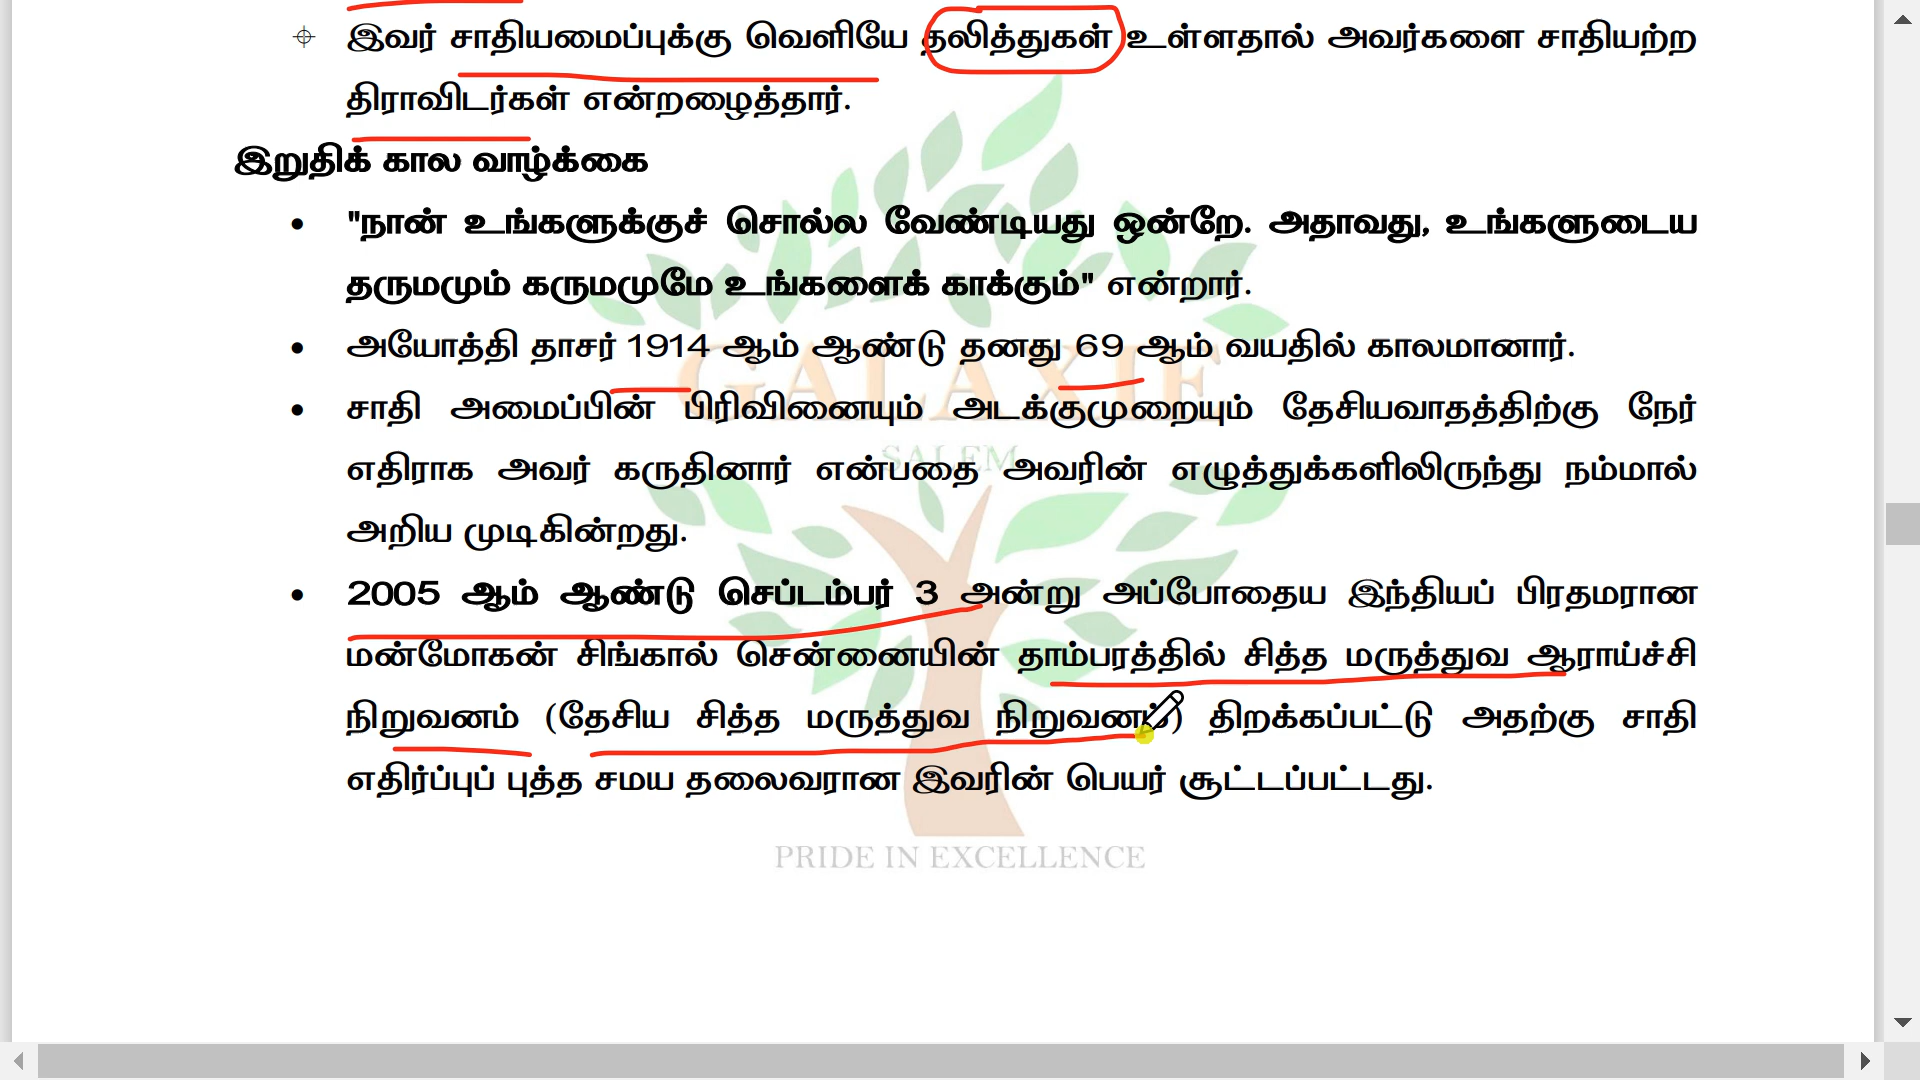 இவர் சாதியமைப்புக்கு வெளியே தலித்துகள் உள்ளதால் அவர்களை சாதியற்ற
திராவிடர்கள் என்றழைத்தார்.
இறுதிக் கால வாழ்க்கை
"நான் உங்களுக்குச் சொல்ல வேண்டியது ஒன்றே. அதாவது, உங்களுடைய
தருமமும் கருமமுமே உங்களைக் காக்கும்" என்றார்.
அயோத்தி தாசர் 1914 ஆம் ஆண்டு தனது 69 ஆம் வயதில் காலமானார்.
சாதி அமைப்பின் பிரிவினையும் அடக்குமுறையும் தேசியவாதத்திற்கு நேர்
எதிராக அவர் கருதினார் என்பதை அவரின் எழுத்துக்களிலிருந்து நம்மால்
அறிய முடிகின்றது.
2005 ஆம் ஆண்டு செப்டம்பர் 3 அன்று அப்போதைய இந்தியப் பிரதமரான
மன்மோகன் சிங்கால் சென்னையின் தாம்பரத்தில் சித்த மருத்துவ ஆராய்ச்சி
நிறுவனம் (தேசிய சித்த மருத்துவ நிறுவனம்) திறக்கப்பட்டு அதற்கு சாதி
எதிர்ப்புப் புத்த சமய தலைவரான இவரின் பெயர் சூட்டப்பட்டது.
GALAXIE
SALEM
PRIDE IN EXCELLENCE